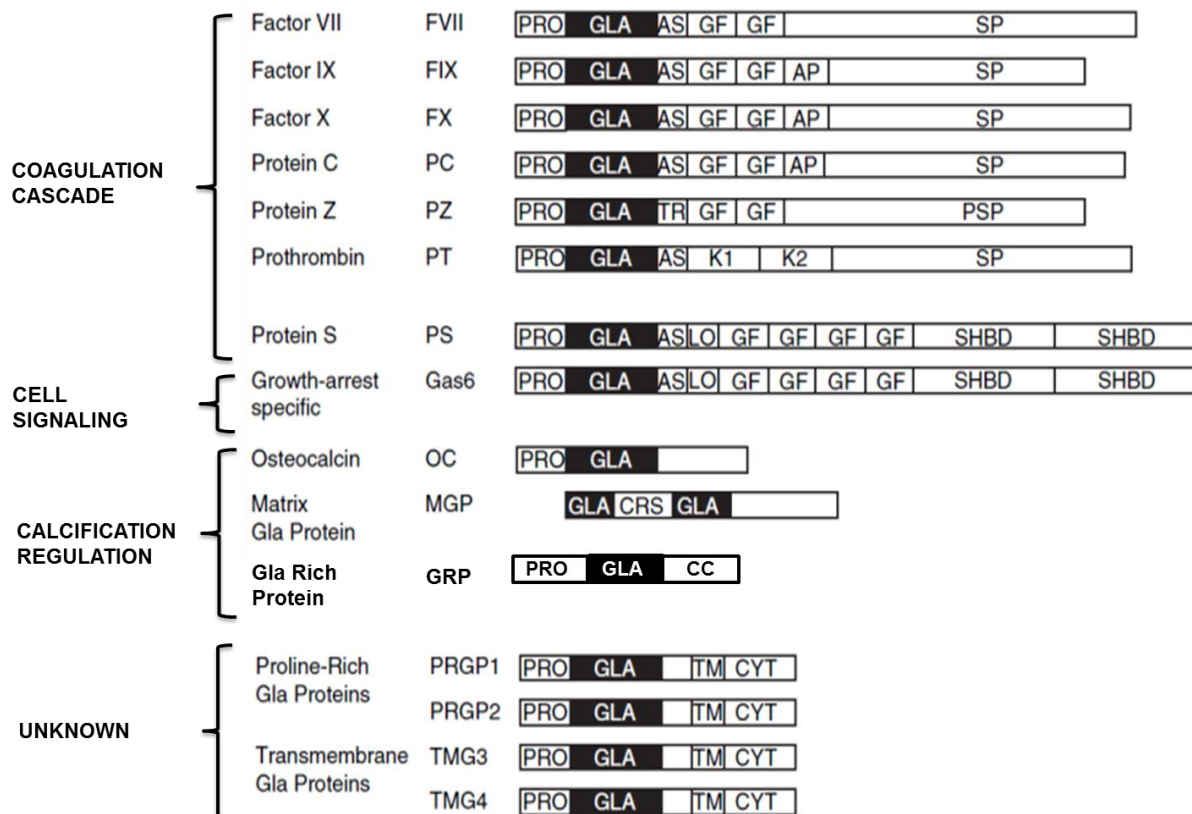 Factor VII FVII PRO GLA AS GF GF SP
Factor IX FIX PRO GLA AS GF GF AP SP
Factor X FX PRO GLA AS GF GF AP SP
COAGULATION
CASCADE
Protein C PC PRO GLA AS GF GF AP SP
Protein Z PZ PRO GLA TR GF GF PSP
Prothrombin PT PRO GLA AS K1 K2 SP
Protein S PS PRO GLA AS LO GF GF GF GF SHBD SHBD
CELL
SIGNALING
Growth-arrest Gas6 PRO GLA AS LO GF GF GF GF SHBD SHBD
specific
Osteocalcin OC PRO GLA
CALCIFICATION
REGULATION
Matrix MGP GLA CRS GLA
Gla Protein
Gla Rich GRP PRO GLA CC
Protein
UNKNOWN
Proline-Rich PRGP1 PRO GLA TM CYT
Gla Proteins
PRGP2 PRO GLA TM CYT
Transmembrane TMG3 PRO GLA TM CYT
Gla Proteins
TMG4 PRO GLA TM CYT